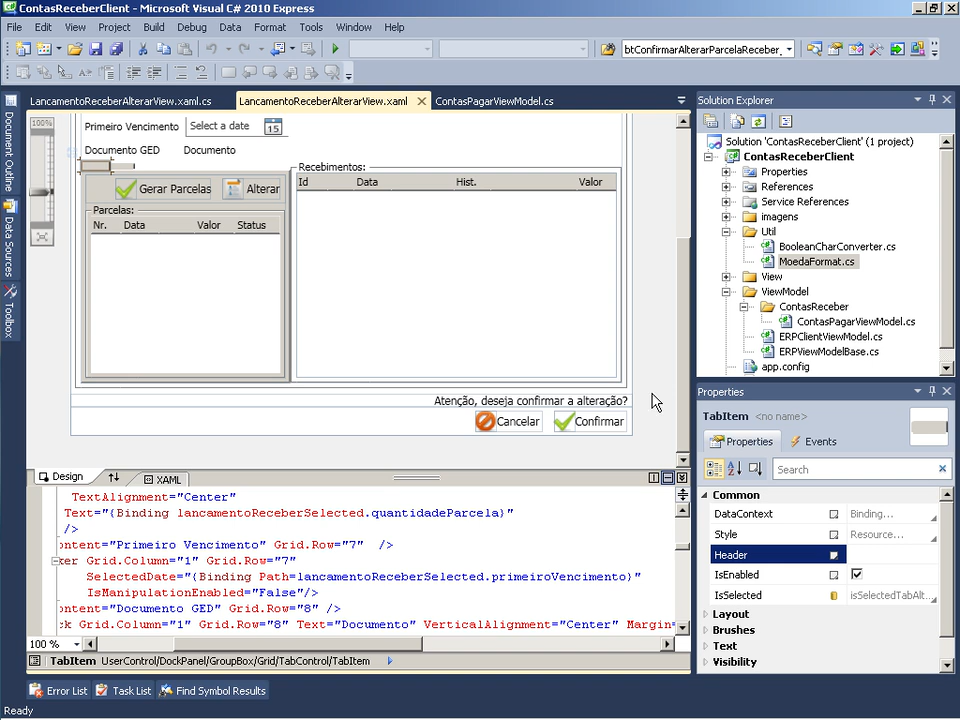 ContasReceberClient - Microsoft Visual C# 2010 Express
File Edit View Project Build Debug Format Tools Window Help
btConfirmarAlterarParcelaReceber_
LancamentoReceberAlterarView.xaml.cs LancamentoReceberAlterarView.xaml ContasPagarViewModel.cs
Document Outline
Data Sources
Toolbox
100%
Primeiro Vencimento Select a date 15
Documento GED Documento
Gerar Parcelas Alterar
Parcelas:
Nr. Data Valor Status
Recebimentos:
Id Data Hist. Valor
Atenção, deseja confirmar a alteração?
Cancelar Confirmar
Design XAML
TextAlignment="Center"
Text="{Binding lancamentoReceberSelected.quantidadeParcela}"
/>
ontent="Primeiro Vencimento" Grid.Row="7" />
ker Grid.Column="1" Grid.Row="7"
SelectedDate="{Binding Path=lancamentoReceberSelected.primeiroVencimento}"
IsManipulationEnabled="False"/>
ontent="Documento GED" Grid.Row="8" />
ck Grid.Column="1" Grid.Row="8" Text="Documento" VerticalAlignment="Center" Margin=
100 %
TabItem UserControl/DockPanel/GroupBox/Grid/TabControl/TabItem
Solution Explorer
Solution 'ContasReceberClient' (1 project)
ContasReceberClient
Properties
References
Service References
imagens
Util
BooleanCharConverter.cs
MoedaFormat.cs
View
ViewModel
ContasReceber
ContasPagarViewModel.cs
ERPClientViewModel.cs
ERPViewModelBase.cs
app.config
Properties
TabItem <no name>
Properties Events
Search
Common
DataContext Binding...
Style Resource...
Header
IsEnabled
IsSelected isSelectedTabAlt...
Layout
Brushes
Text
Visibility
Error List Task List Find Symbol Results
Ready